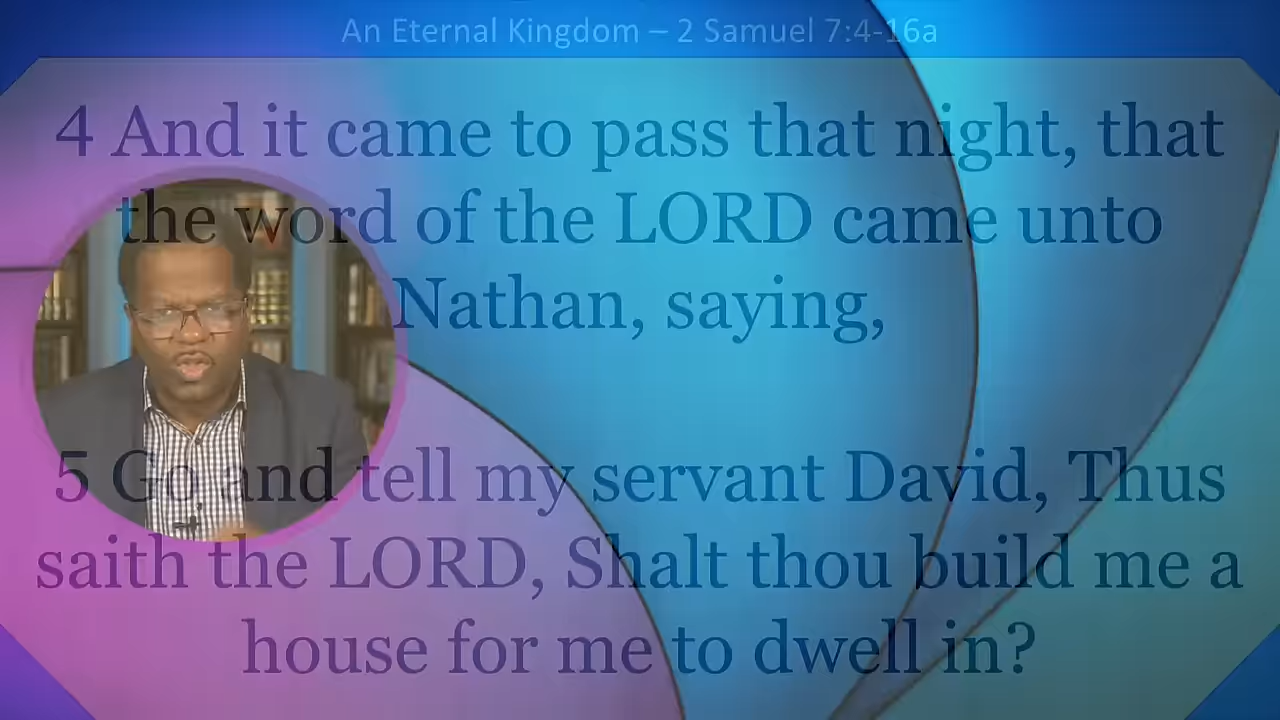 An Eternal Kingdom – 2 Samuel 7:4-16a
4 And it came to pass that night, that
the word of the LORD came unto
Nathan, saying,
5 Go, and tell my servant David, Thus
saith the LORD, Shalt thou build me a
house for me to dwell in?